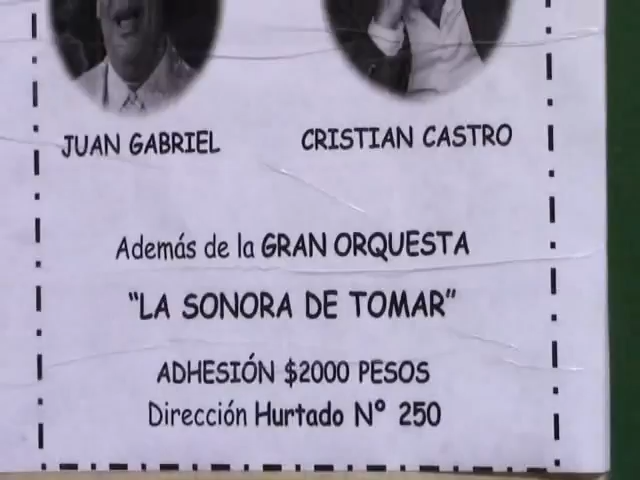 JUAN GABRIEL CRISTIAN CASTRO
Además de la GRAN ORQUESTA
“LA SONORA DE TOMAR”
ADHESIÓN $2000 PESOS
Dirección Hurtado Nº 250